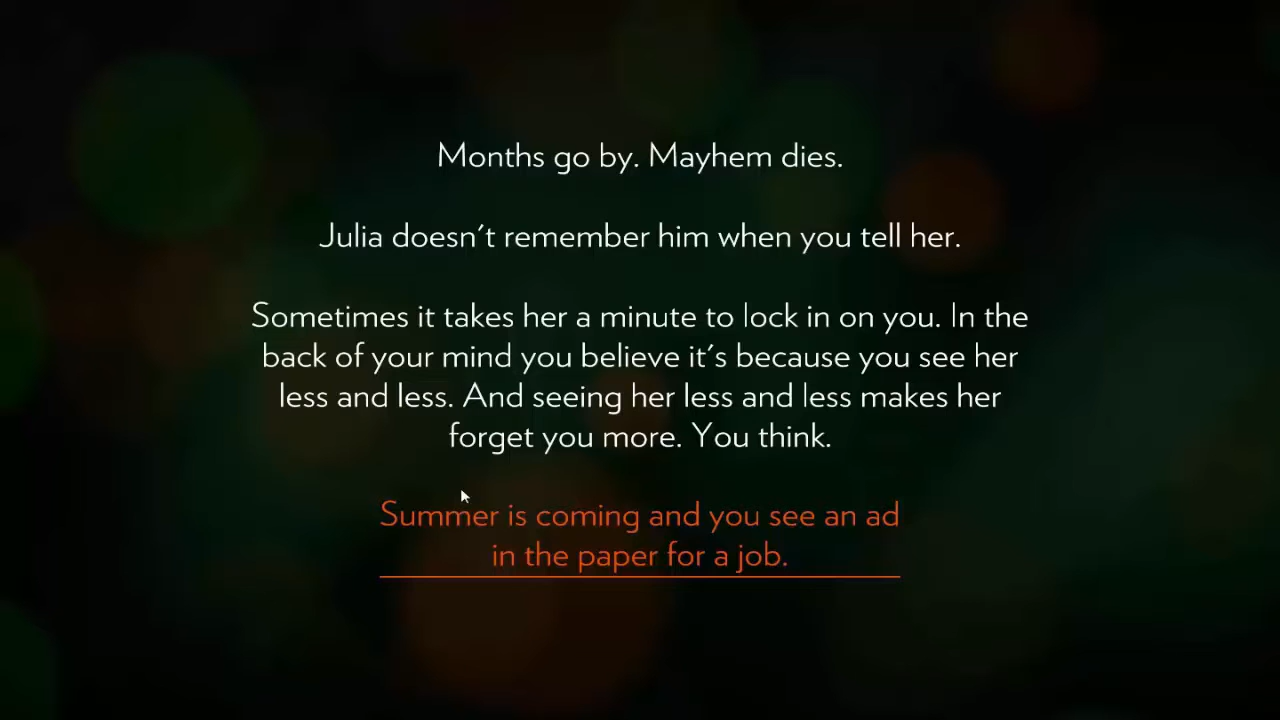 Months go by. Mayhem dies.
Julia doesn't remember him when you tell her.
Sometimes it takes her a minute to lock in on you. In the
back of your mind you believe it's because you see her
less and less. And seeing her less and less makes her
forget you more. You think.
Summer is coming and you see an ad
in the paper for a job.